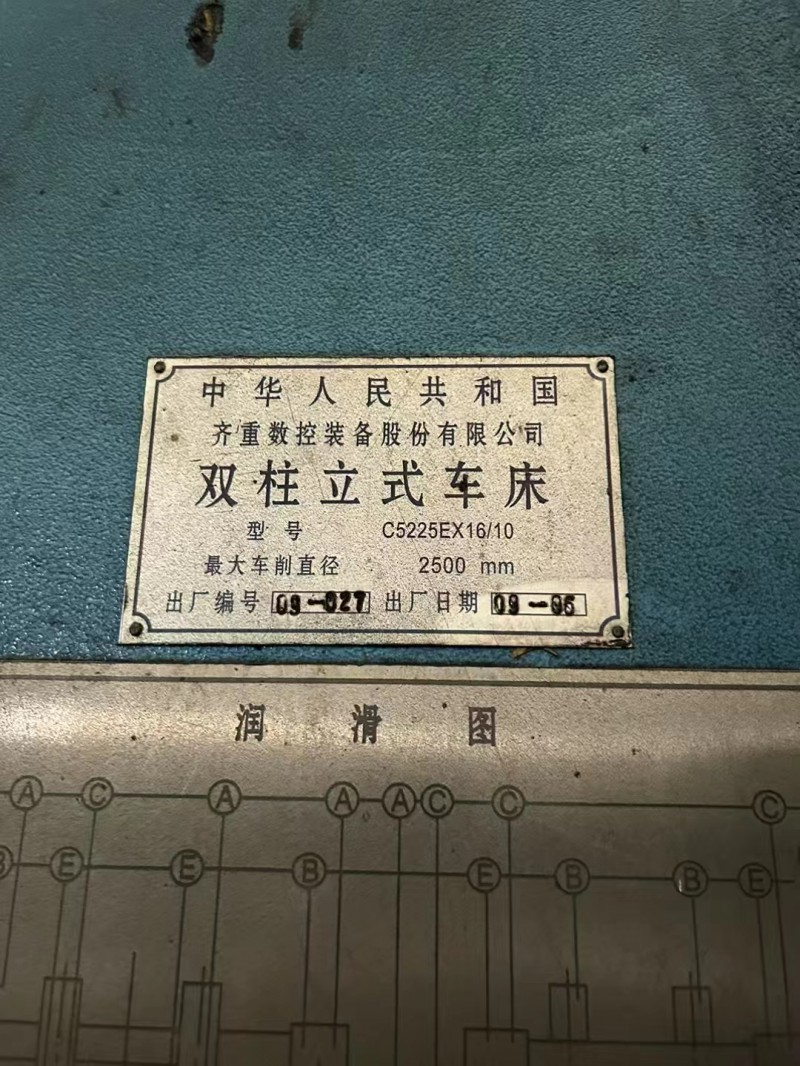 中华人民共和国
齐重数控装备股份有限公司
双柱立式车床
型号 C5225EX16/10
最大车削直径 2500 mm
出厂编号 09-027 出厂日期 09-06
润滑图
A C A A A C C C
B E E B E B B E